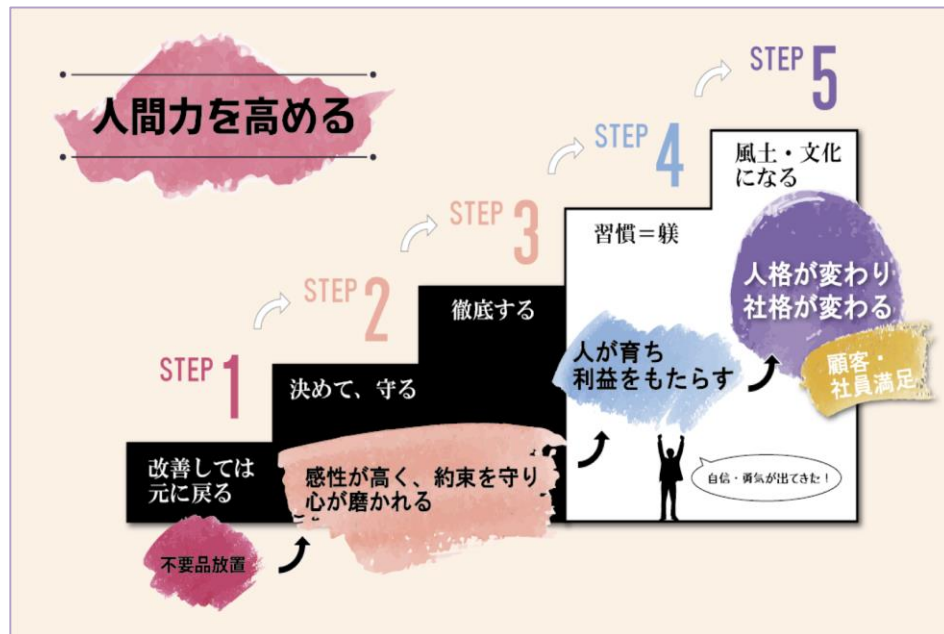 人間力を高める
STEP 1
改善しては
元に戻る
不要品放置
STEP 2
決めて、守る
感性が高く、約束を守り
心が磨かれる
STEP 3
徹底する
STEP 4
習慣＝躾
人が育ち
利益をもたらす
自信・勇気が出てきた！
STEP 5
風土・文化
になる
人格が変わり
社格が変わる
顧客・
社員満足